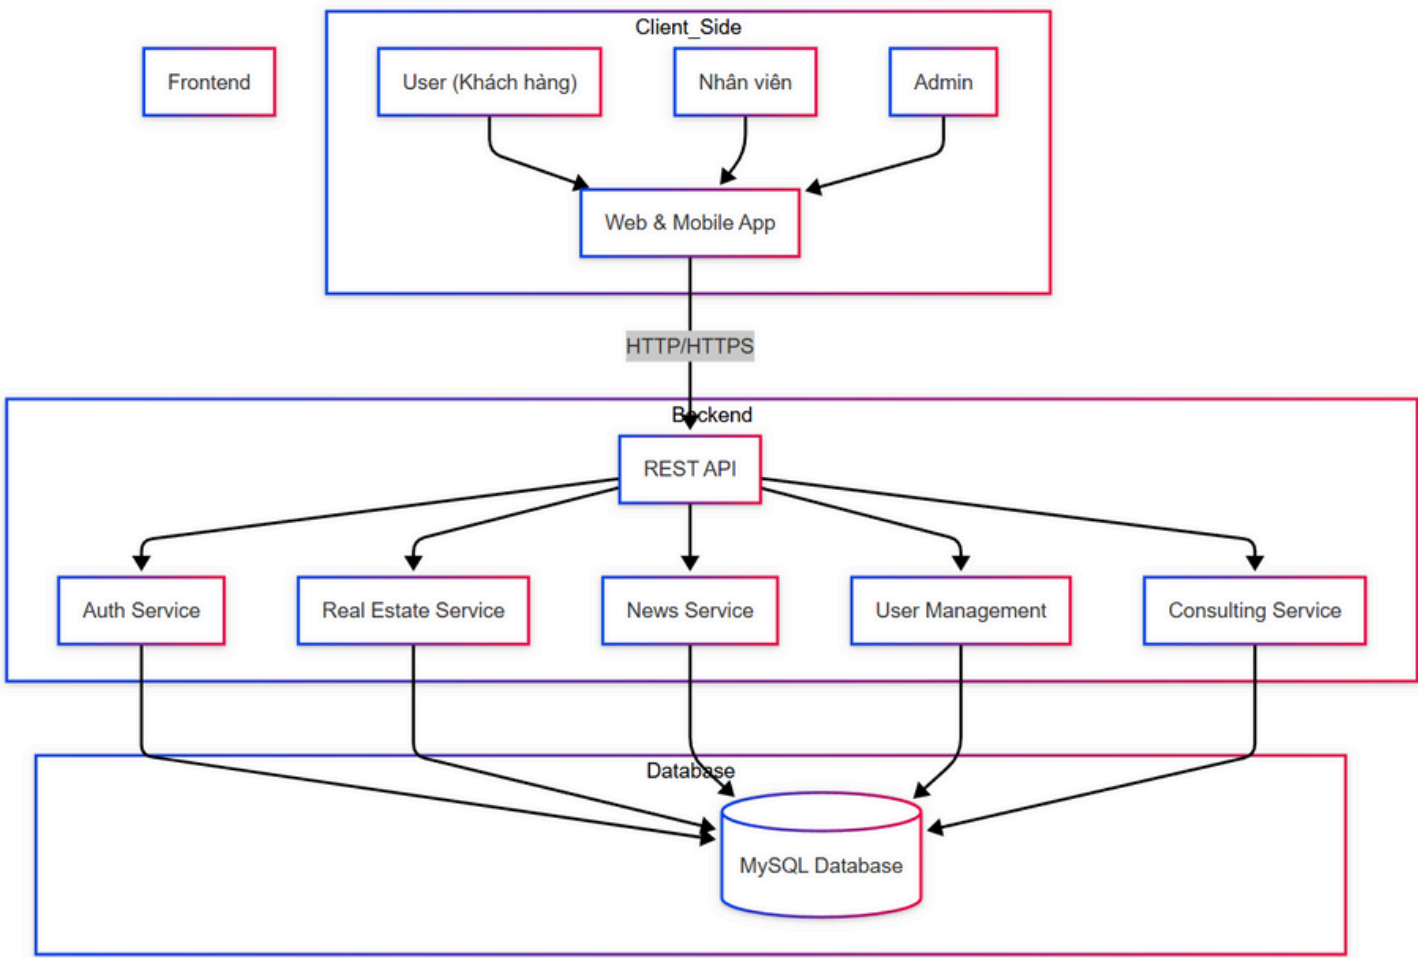 Client_Side
Frontend
User (Khách hàng)
Nhân viên
Admin
Web & Mobile App
HTTP/HTTPS
Backend
REST API
Auth Service
Real Estate Service
News Service
User Management
Consulting Service
Database
MySQL Database